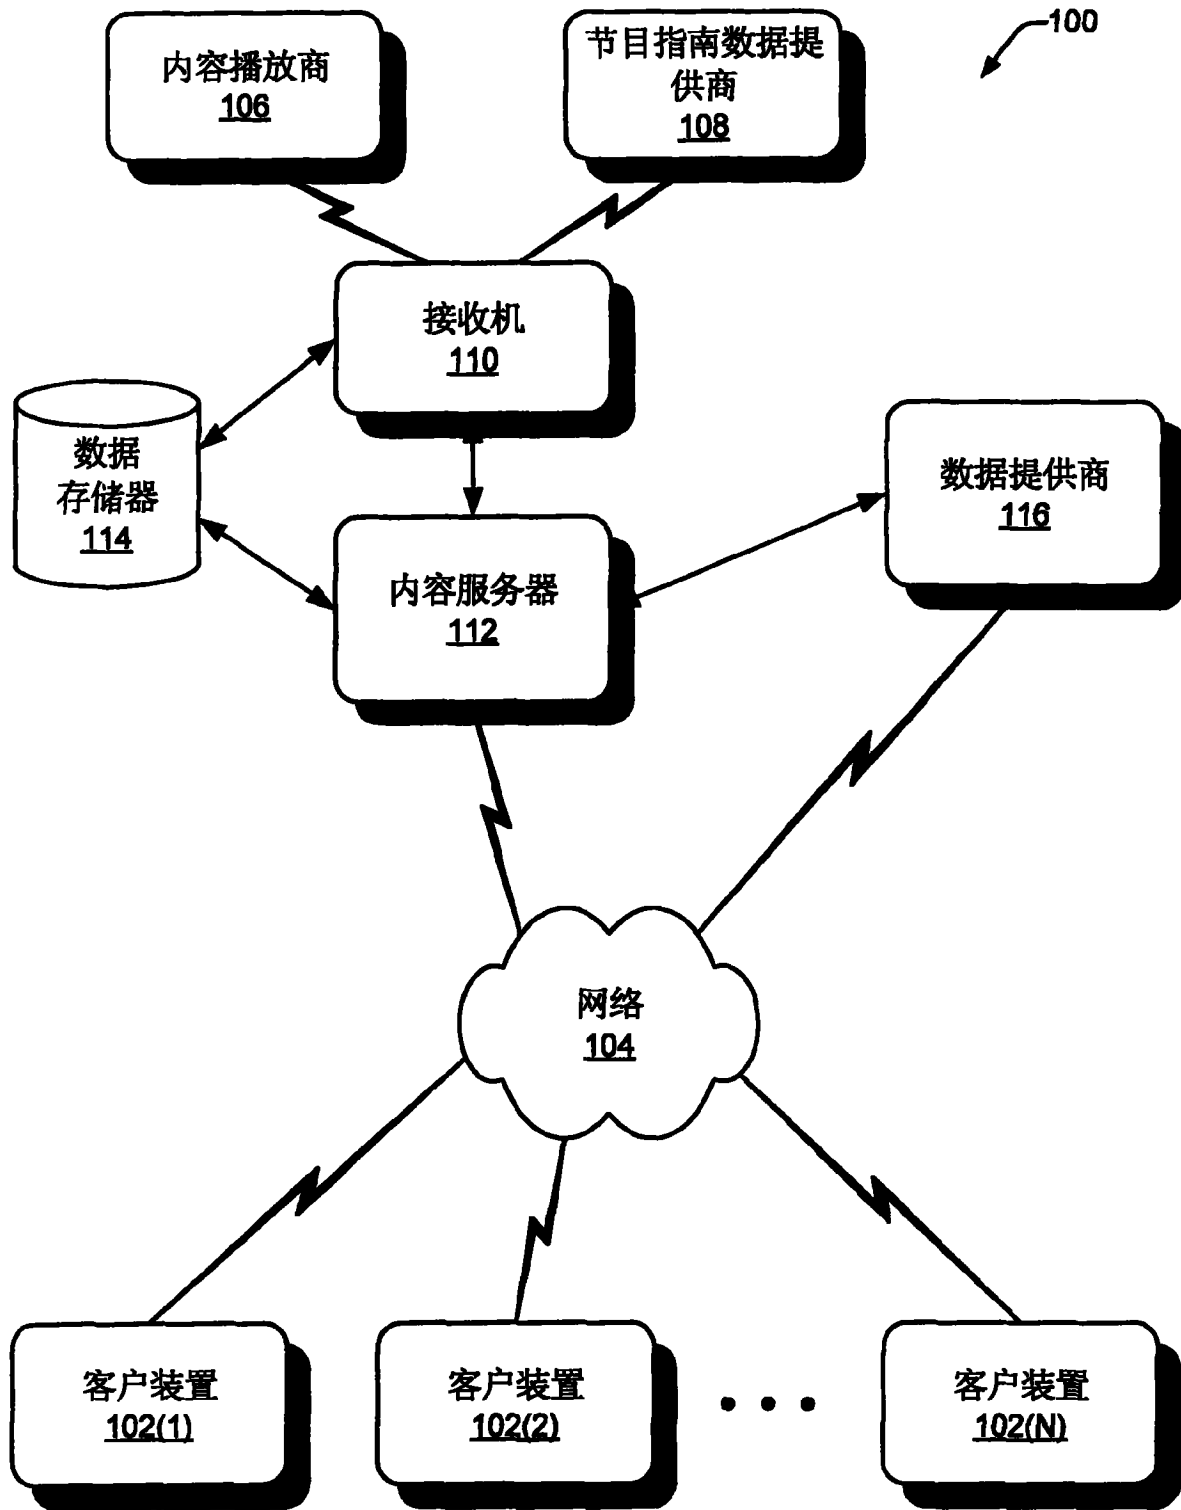 100
内容播放商
106
节目指南数据提
供商
108
接收机
110
数据
存储器
114
数据提供商
116
内容服务器
112
网络
104
客户装置
102(1)
客户装置
102(2)
客户装置
102(N)